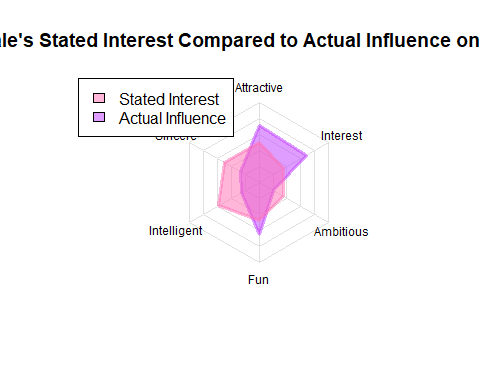 ale's Stated Interest Compared to Actual Influence on
Attractive
Stated Interest
Actual Influence
Sincere
Interest
Intelligent
Ambitious
Fun